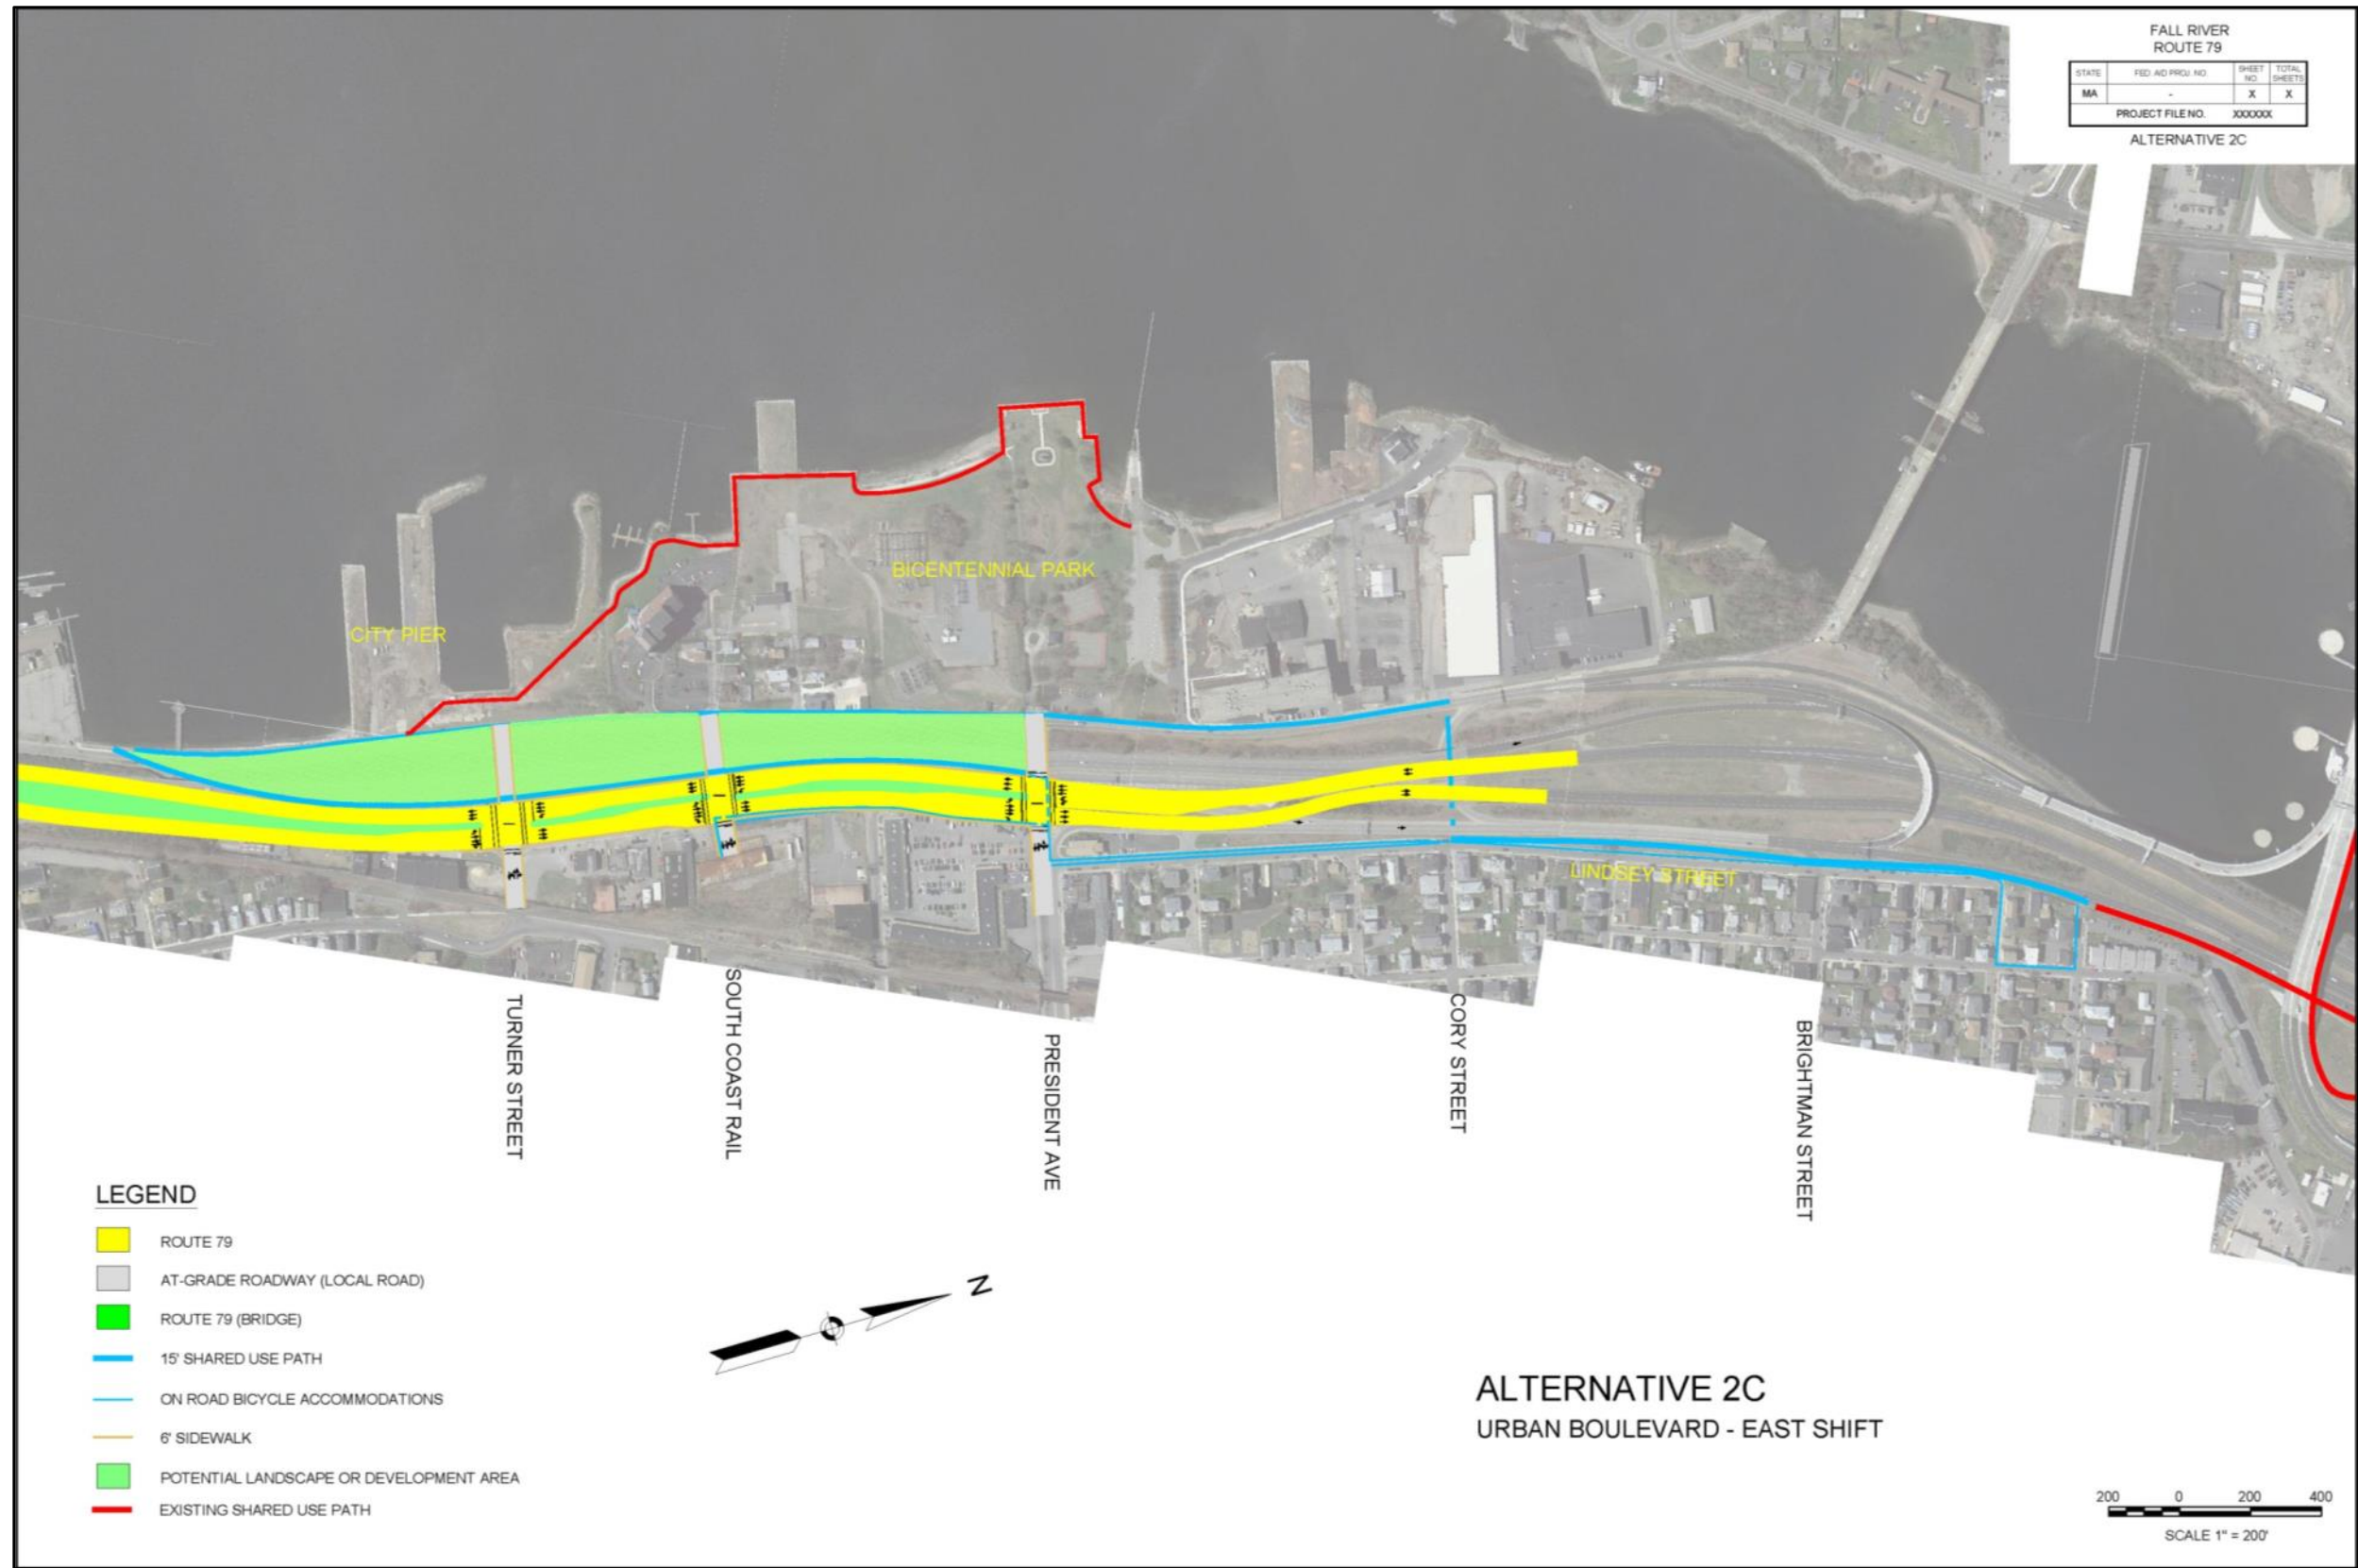 FALL RIVER
ROUTE 79
STATE FED. AID PROJ. NO. SHEET NO. TOTAL SHEETS
MA - X X
PROJECT FILE NO. XXXXXX
ALTERNATIVE 2C
BICENTENNIAL PARK
CITY PIER
LINDSEY STREET
TURNER STREET
SOUTH COAST RAIL
PRESIDENT AVE
CORY STREET
BRIGHTMAN STREET
LEGEND
ROUTE 79
AT-GRADE ROADWAY (LOCAL ROAD)
ROUTE 79 (BRIDGE)
15' SHARED USE PATH
ON ROAD BICYCLE ACCOMMODATIONS
6' SIDEWALK
POTENTIAL LANDSCAPE OR DEVELOPMENT AREA
EXISTING SHARED USE PATH
N
ALTERNATIVE 2C
URBAN BOULEVARD - EAST SHIFT
200 0 200 400
SCALE 1" = 200'